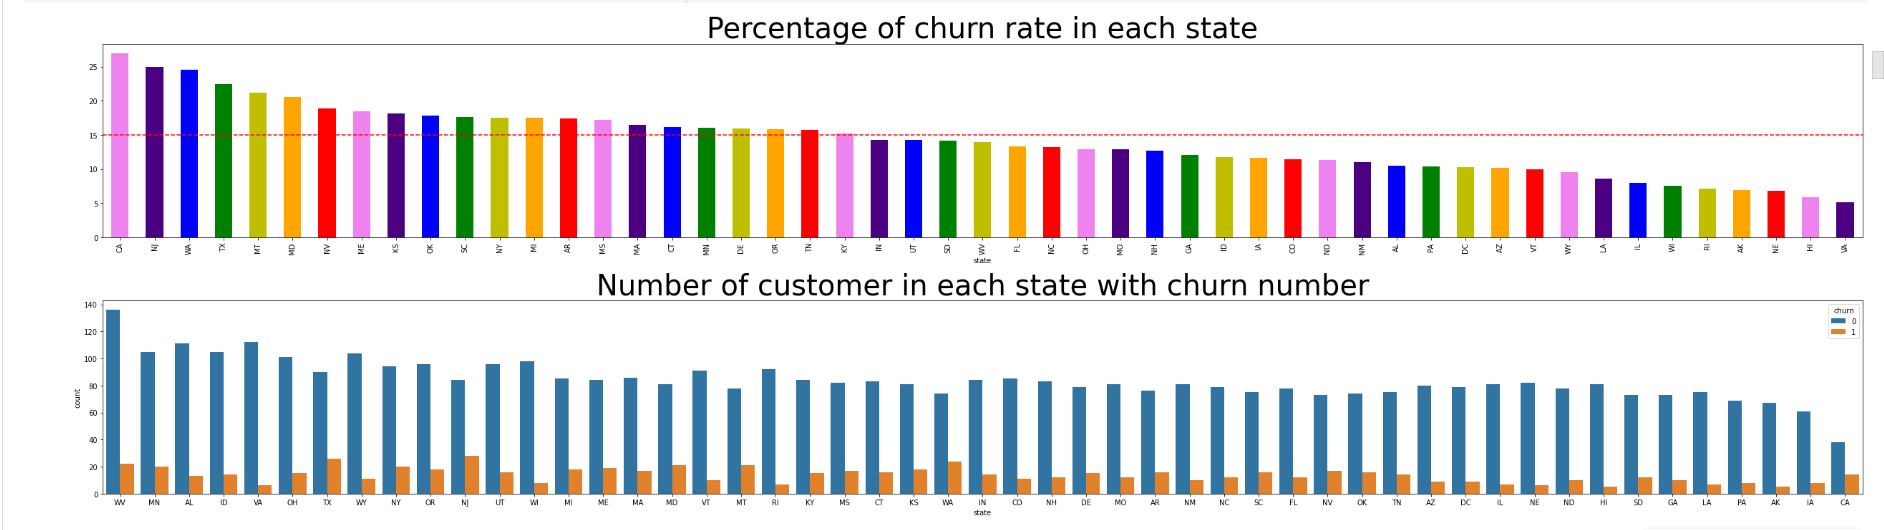 Percentage of churn rate in each state
25
20
15
10
5
0
CA NJ WA TX MT MD NV ME KS OK SC NY MI AR MS MA CT MN DE OR TN KY IN UT SD WV FL NC OH MO NH GA ID IA CO ND NM AL PA DC AZ VT WY LA IL WI RI AK NE HI VA
state
Number of customer in each state with churn number
140
120
100
80
60
40
20
0
count
churn
0
1
WV MN AL ID VA OH TX WY NY OR NJ UT WI MI ME MA MD VT MT RI KY MS CT KS WA IN CO NH DE MO AR NM NC SC FL NV OK TN AZ DC IL NE ND HI SD GA LA PA AK IA CA
state